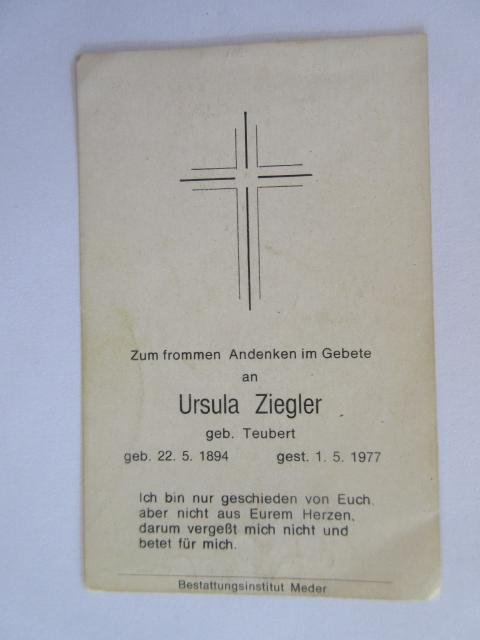 Zum frommen Andenken im Gebete
an
Ursula Ziegler
geb. Teubert
geb. 22. 5. 1894 gest. 1. 5. 1977
Ich bin nur geschieden von Euch,
aber nicht aus Eurem Herzen,
darum vergeßt mich nicht und
betet für mich.
Bestattungsinstitut Meder